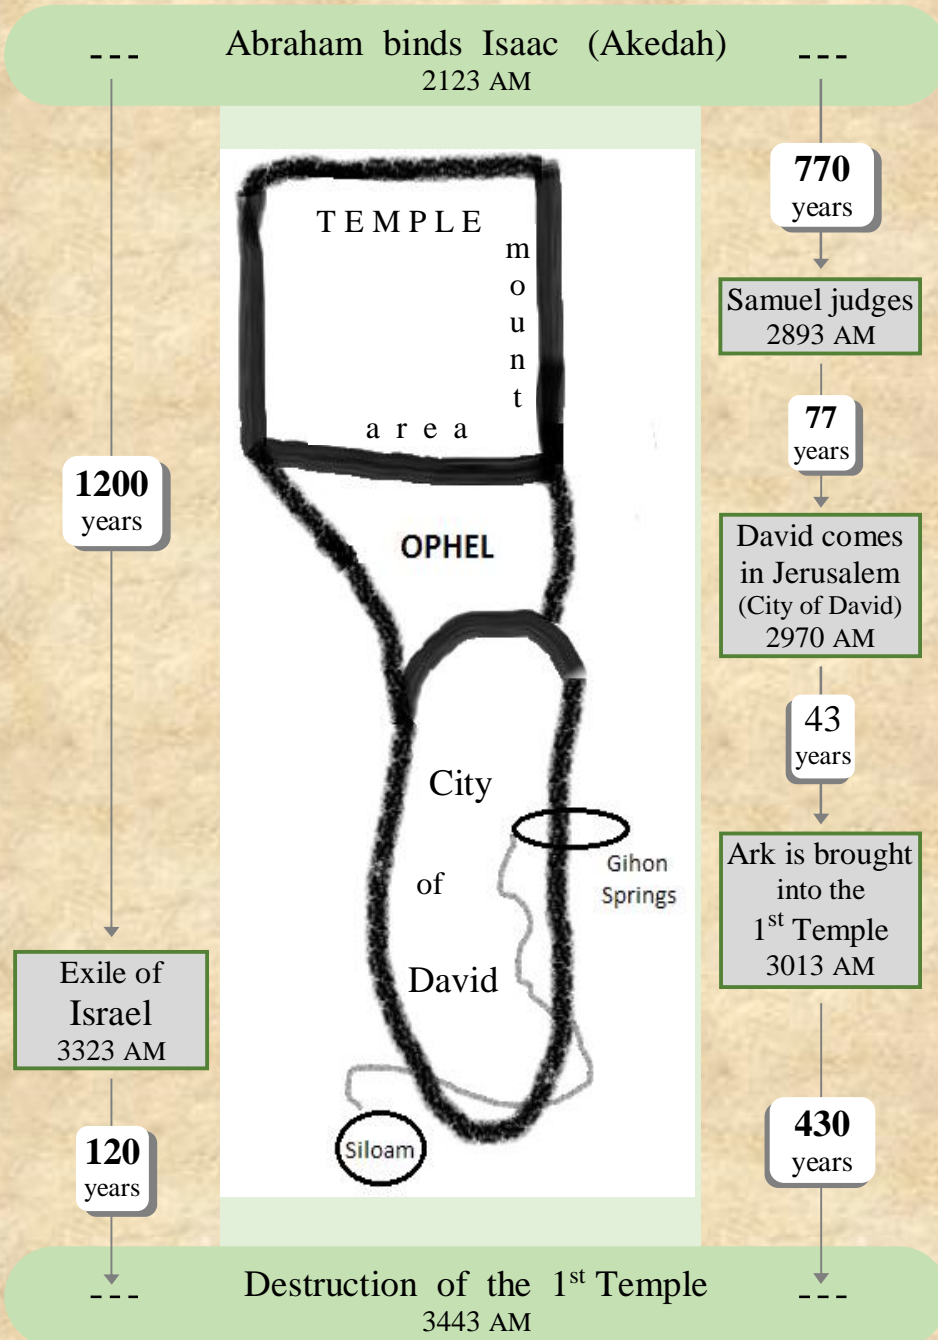 --- Abraham binds Isaac (Akedah) ---
2123 AM
770
years
Samuel judges
2893 AM
77
years
David comes
in Jerusalem
(City of David)
2970 AM
43
years
Ark is brought
into the
1st Temple
3013 AM
430
years
1200
years
Exile of
Israel
3323 AM
120
years
T E M P L E
m
o
u
n
t
a r e a
OPHEL
City
of
David
Gihon
Springs
Siloam
--- Destruction of the 1st Temple ---
3443 AM